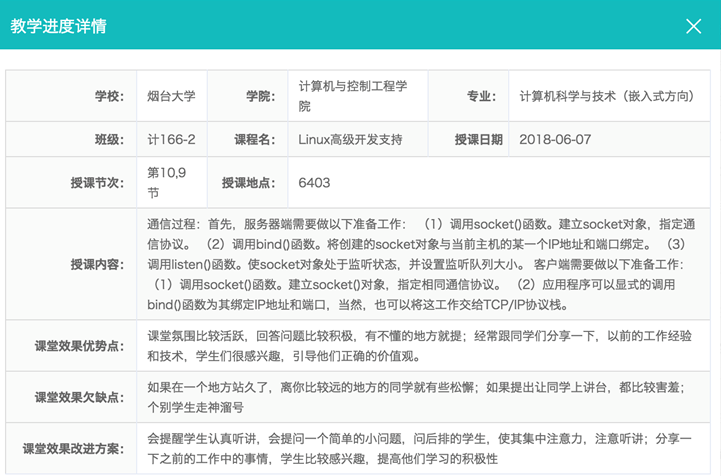 教学进度详情
学校： 烟台大学 学院： 计算机与控制工程学
院 专业： 计算机科学与技术（嵌入式方向）
班级： 计166-2 课程名： Linux高级开发支持 授课日期 2018-06-07
授课节次： 第10,9
节 授课地点： 6403
授课内容： 通信过程：首先，服务器端需要做以下准备工作： （1）调用socket()函数。建立socket对象，指定通
信协议。 （2）调用bind()函数。将创建的socket对象与当前主机的某一个IP地址和端口绑定。 （3）
调用listen()函数。使socket对象处于监听状态，并设置监听队列大小。 客户端需要做以下准备工作：
（1）调用socket()函数。建立socket()对象，指定相同通信协议。 （2）应用程序可以显式的调用
bind()函数为其绑定IP地址和端口，当然，也可以将这工作交给TCP/IP协议栈。
课堂效果优势点： 课堂氛围比较活跃，回答问题比较积极，有不懂的地方就提；经常跟同学们分享一下，以前的工作经验
和技术，学生们很感兴趣，引导他们正确的价值观。
课堂效果欠缺点： 如果在一个地方站久了，离你比较远的地方的同学就有些松懈；如果提出让同学上讲台，都比较害羞；
个别学生走神溜号
课堂效果改进方案： 会提醒学生认真听讲，会提问一个简单的小问题，问后排的学生，使其集中注意力，注意听讲；分享一
下之前的工作中的事情，学生比较感兴趣，提高他们学习的积极性